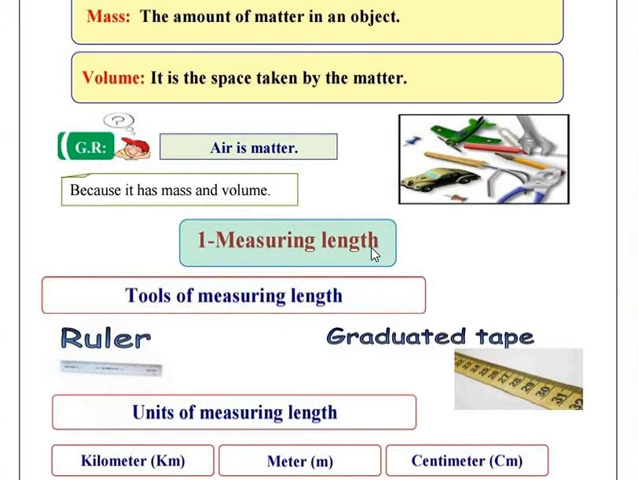 Mass: The amount of matter in an object.
Volume: It is the space taken by the matter.
?
G.R:
Air is matter.
Because it has mass and volume.
1-Measuring length
Tools of measuring length
Ruler
Graduated tape
Units of measuring length
Kilometer (Km)
Meter (m)
Centimeter (Cm)